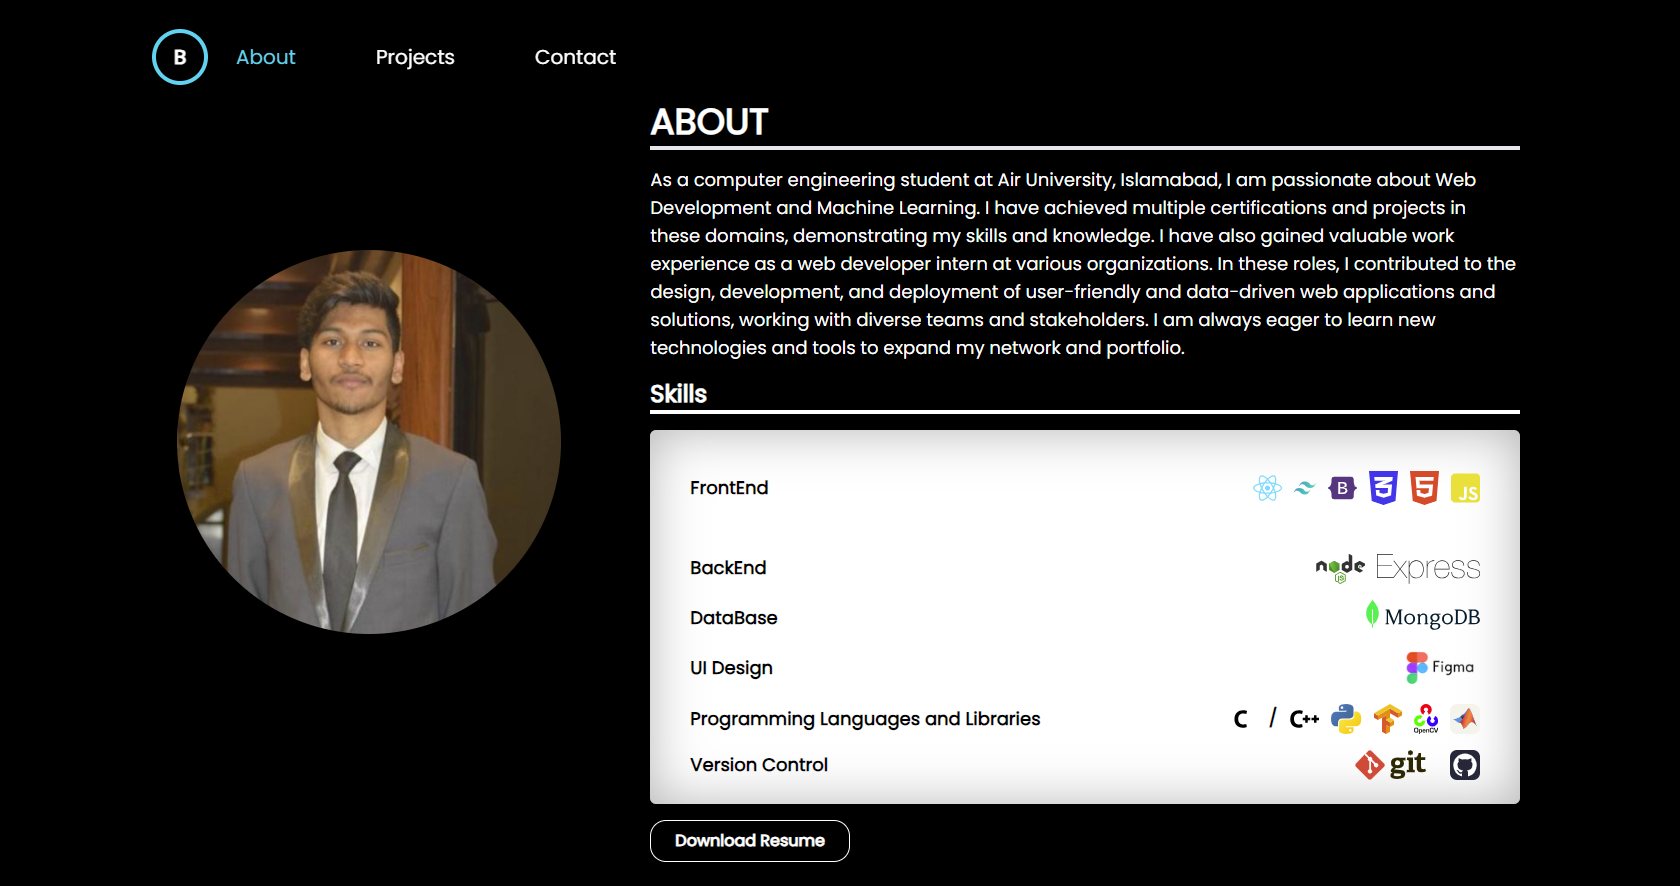 B About Projects Contact
ABOUT
As a computer engineering student at Air University, Islamabad, I am passionate about Web
Development and Machine Learning. I have achieved multiple certifications and projects in
these domains, demonstrating my skills and knowledge. I have also gained valuable work
experience as a web developer intern at various organizations. In these roles, I contributed to the
design, development, and deployment of user-friendly and data-driven web applications and
solutions, working with diverse teams and stakeholders. I am always eager to learn new
technologies and tools to expand my network and portfolio.
Skills
FrontEnd B 3 5 JS
BackEnd node JS Express
DataBase MongoDB
UI Design Figma
Programming Languages and Libraries C / C++ OpenCV
Version Control git
Download Resume